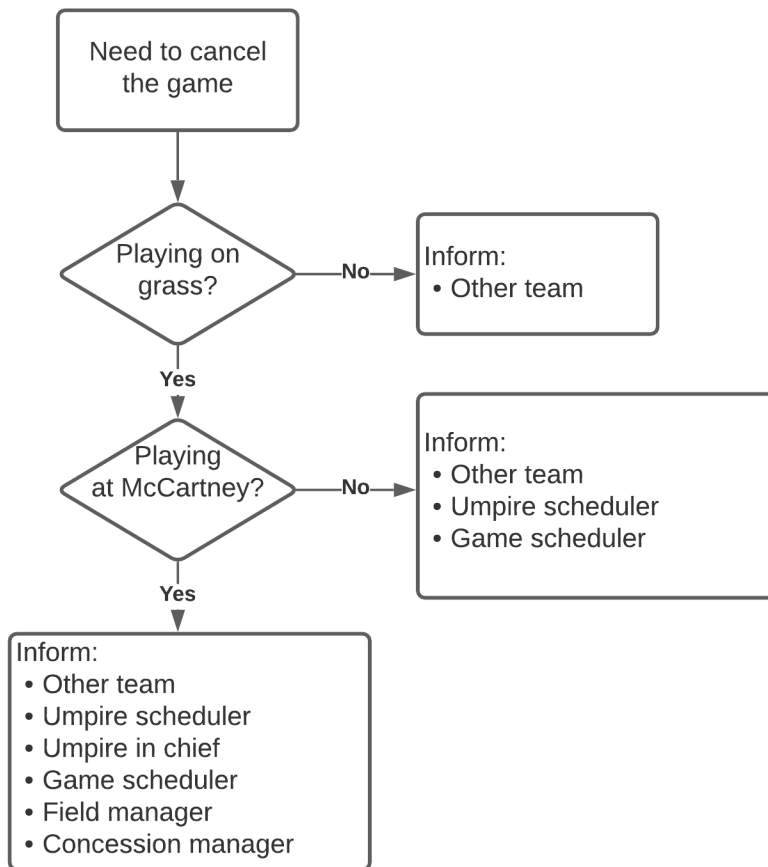 Need to cancel
the game
Playing on
grass?
No
Inform:
• Other team
Yes
Playing
at McCartney?
No
Inform:
• Other team
• Umpire scheduler
• Game scheduler
Yes
Inform:
• Other team
• Umpire scheduler
• Umpire in chief
• Game scheduler
• Field manager
• Concession manager